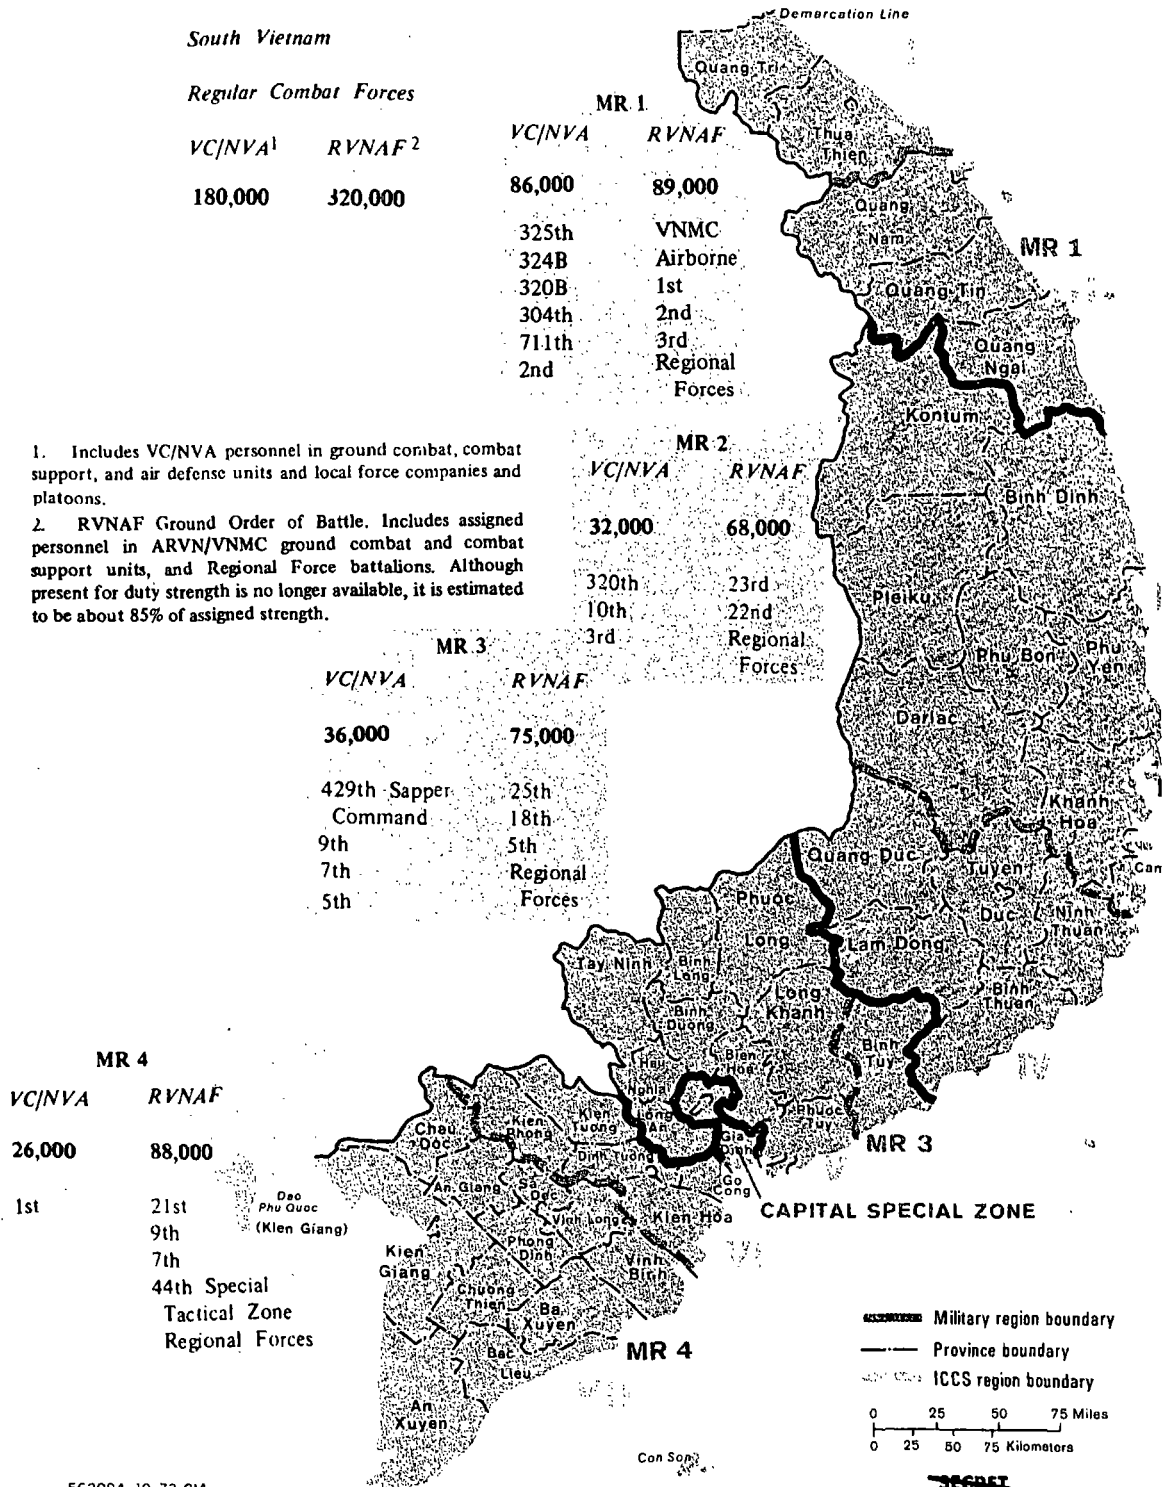 Demarcation Line
South Vietnam
Regular Combat Forces
VC/NVA1 RVNAF2
180,000 320,000
MR 1
VC/NVA RVNAF
86,000 89,000
325th VNMC
324B Airborne
320B 1st
304th 2nd
711th 3rd
2nd Regional
Forces
1. Includes VC/NVA personnel in ground combat, combat
support, and air defense units and local force companies and
platoons.
2. RVNAF Ground Order of Battle. Includes assigned
personnel in ARVN/VNMC ground combat and combat
support units, and Regional Force battalions. Although
present for duty strength is no longer available, it is estimated
to be about 85% of assigned strength.
MR 2
VC/NVA RVNAF
32,000 68,000
320th 23rd
10th 22nd
3rd Regional
Forces
MR 3
VC/NVA RVNAF
36,000 75,000
429th Sapper 25th
Command 18th
9th 5th
7th Regional
5th Forces
MR 4
VC/NVA RVNAF
26,000 88,000
1st 21st
9th
7th
44th Special
Tactical Zone
Regional Forces
Quang Tri
Thua
Thien
Quang
Nam
MR 1
Quang Tin
Quang
Ngai
Kontum
Binh Dinh
Pleiku
Phu Bon
Phu
Yen
Darlac
Khanh
Hoa
Cam
Quang Duc
Tuyen
Duc
Ninh
Thuan
Phuoc
Long
Lam Dong
Binh
Thuan
Tay Ninh
Binh
Long
Long
Khanh
Binh
Duong
Binh
Tuy
Bien
Hoa
Hau
Nghia
Long
An
Phuoc
Tuy
Gia
Dinh
MR 3
IV
V
CAPITAL SPECIAL ZONE
Chau
Doc
Kien
Phong
Kien
Tuong
Dinh Tuong
Go
Cong
An Giang
Sa
Dec
Vinh Long
Kien Hoa
Dao
Phu Quoc
(Kien Giang)
Kien
Giang
Phong
Dinh
Vinh
Binh
VI
Chuong
Thien
Ba
Xuyen
Bac
Lieu
MR 4
VII
An
Xuyen
Con Son
Military region boundary
Province boundary
ICCS region boundary
0 25 50 75 Miles
0 25 50 75 Kilometers
SECRET